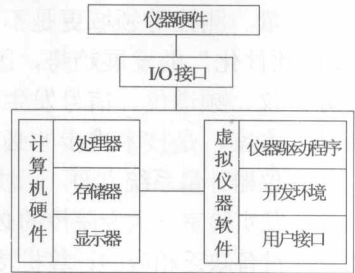 仪器硬件
I/O接口
计算机硬件
处理器
存储器
显示器
虚拟仪器软件
仪器驱动程序
开发环境
用户接口